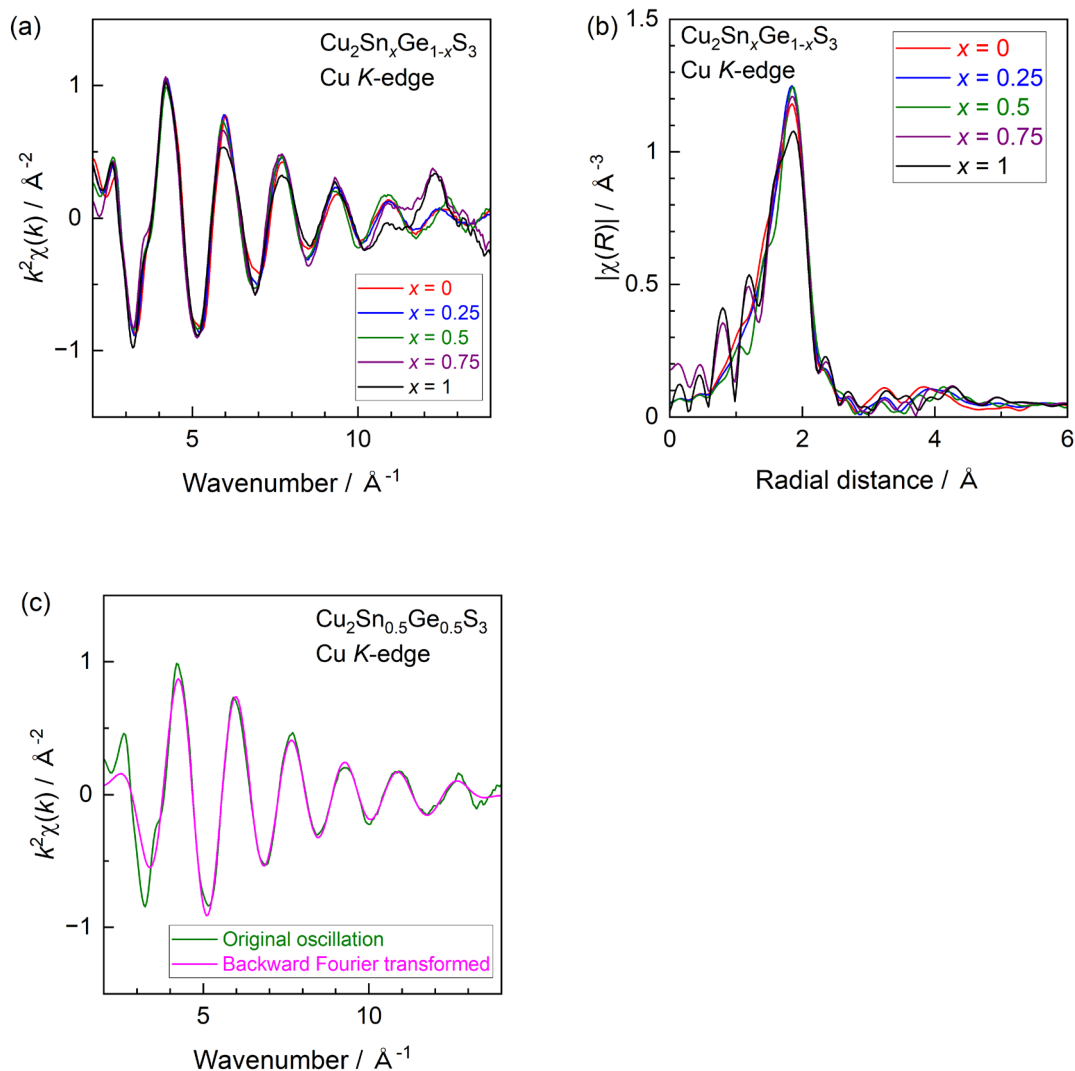 (a)
Cu₂SnₓGe₁₋ₓS₃
Cu K-edge
k²χ(k) / Å⁻²
1
0
−1
x = 0
x = 0.25
x = 0.5
x = 0.75
x = 1
5
10
Wavenumber / Å⁻¹
(b)
Cu₂SnₓGe₁₋ₓS₃
Cu K-edge
|χ(R)| / Å⁻³
1.5
1
0.5
0
x = 0
x = 0.25
x = 0.5
x = 0.75
x = 1
0
2
4
6
Radial distance / Å
(c)
Cu₂Sn₀.₅Ge₀.₅S₃
Cu K-edge
k²χ(k) / Å⁻²
1
0
−1
Original oscillation
Backward Fourier transformed
5
10
Wavenumber / Å⁻¹